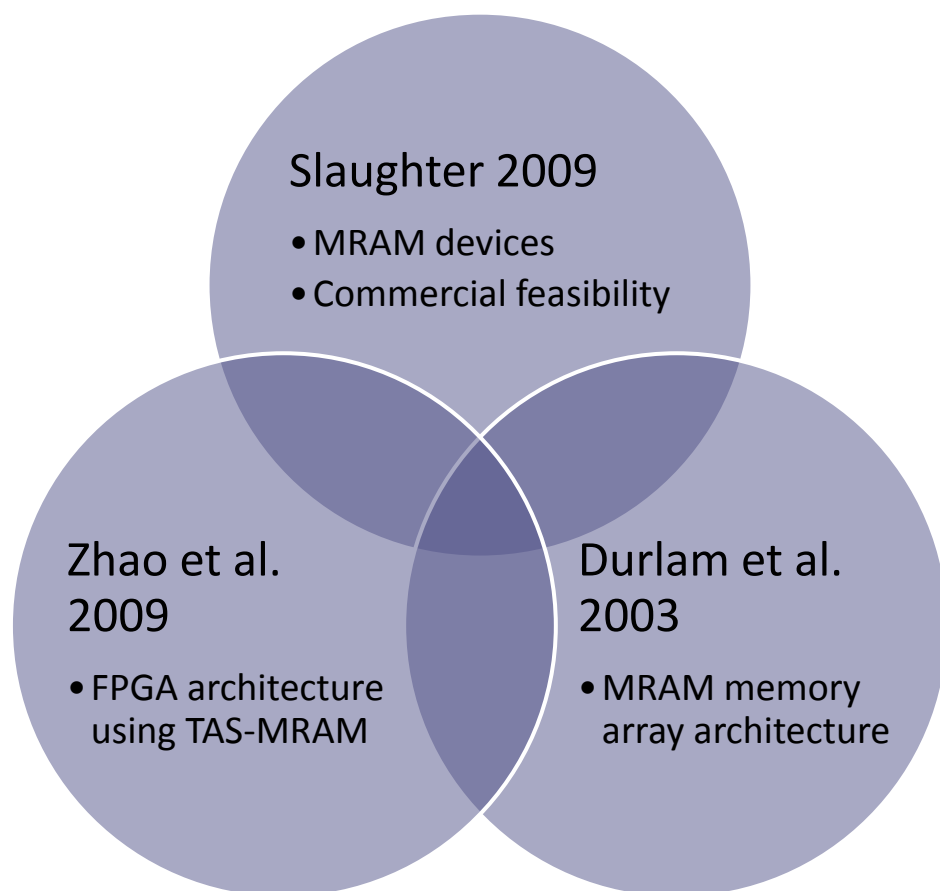 Slaughter 2009
• MRAM devices
• Commercial feasibility
Zhao et al.
2009
• FPGA architecture
using TAS-MRAM
Durlam et al.
2003
• MRAM memory
array architecture